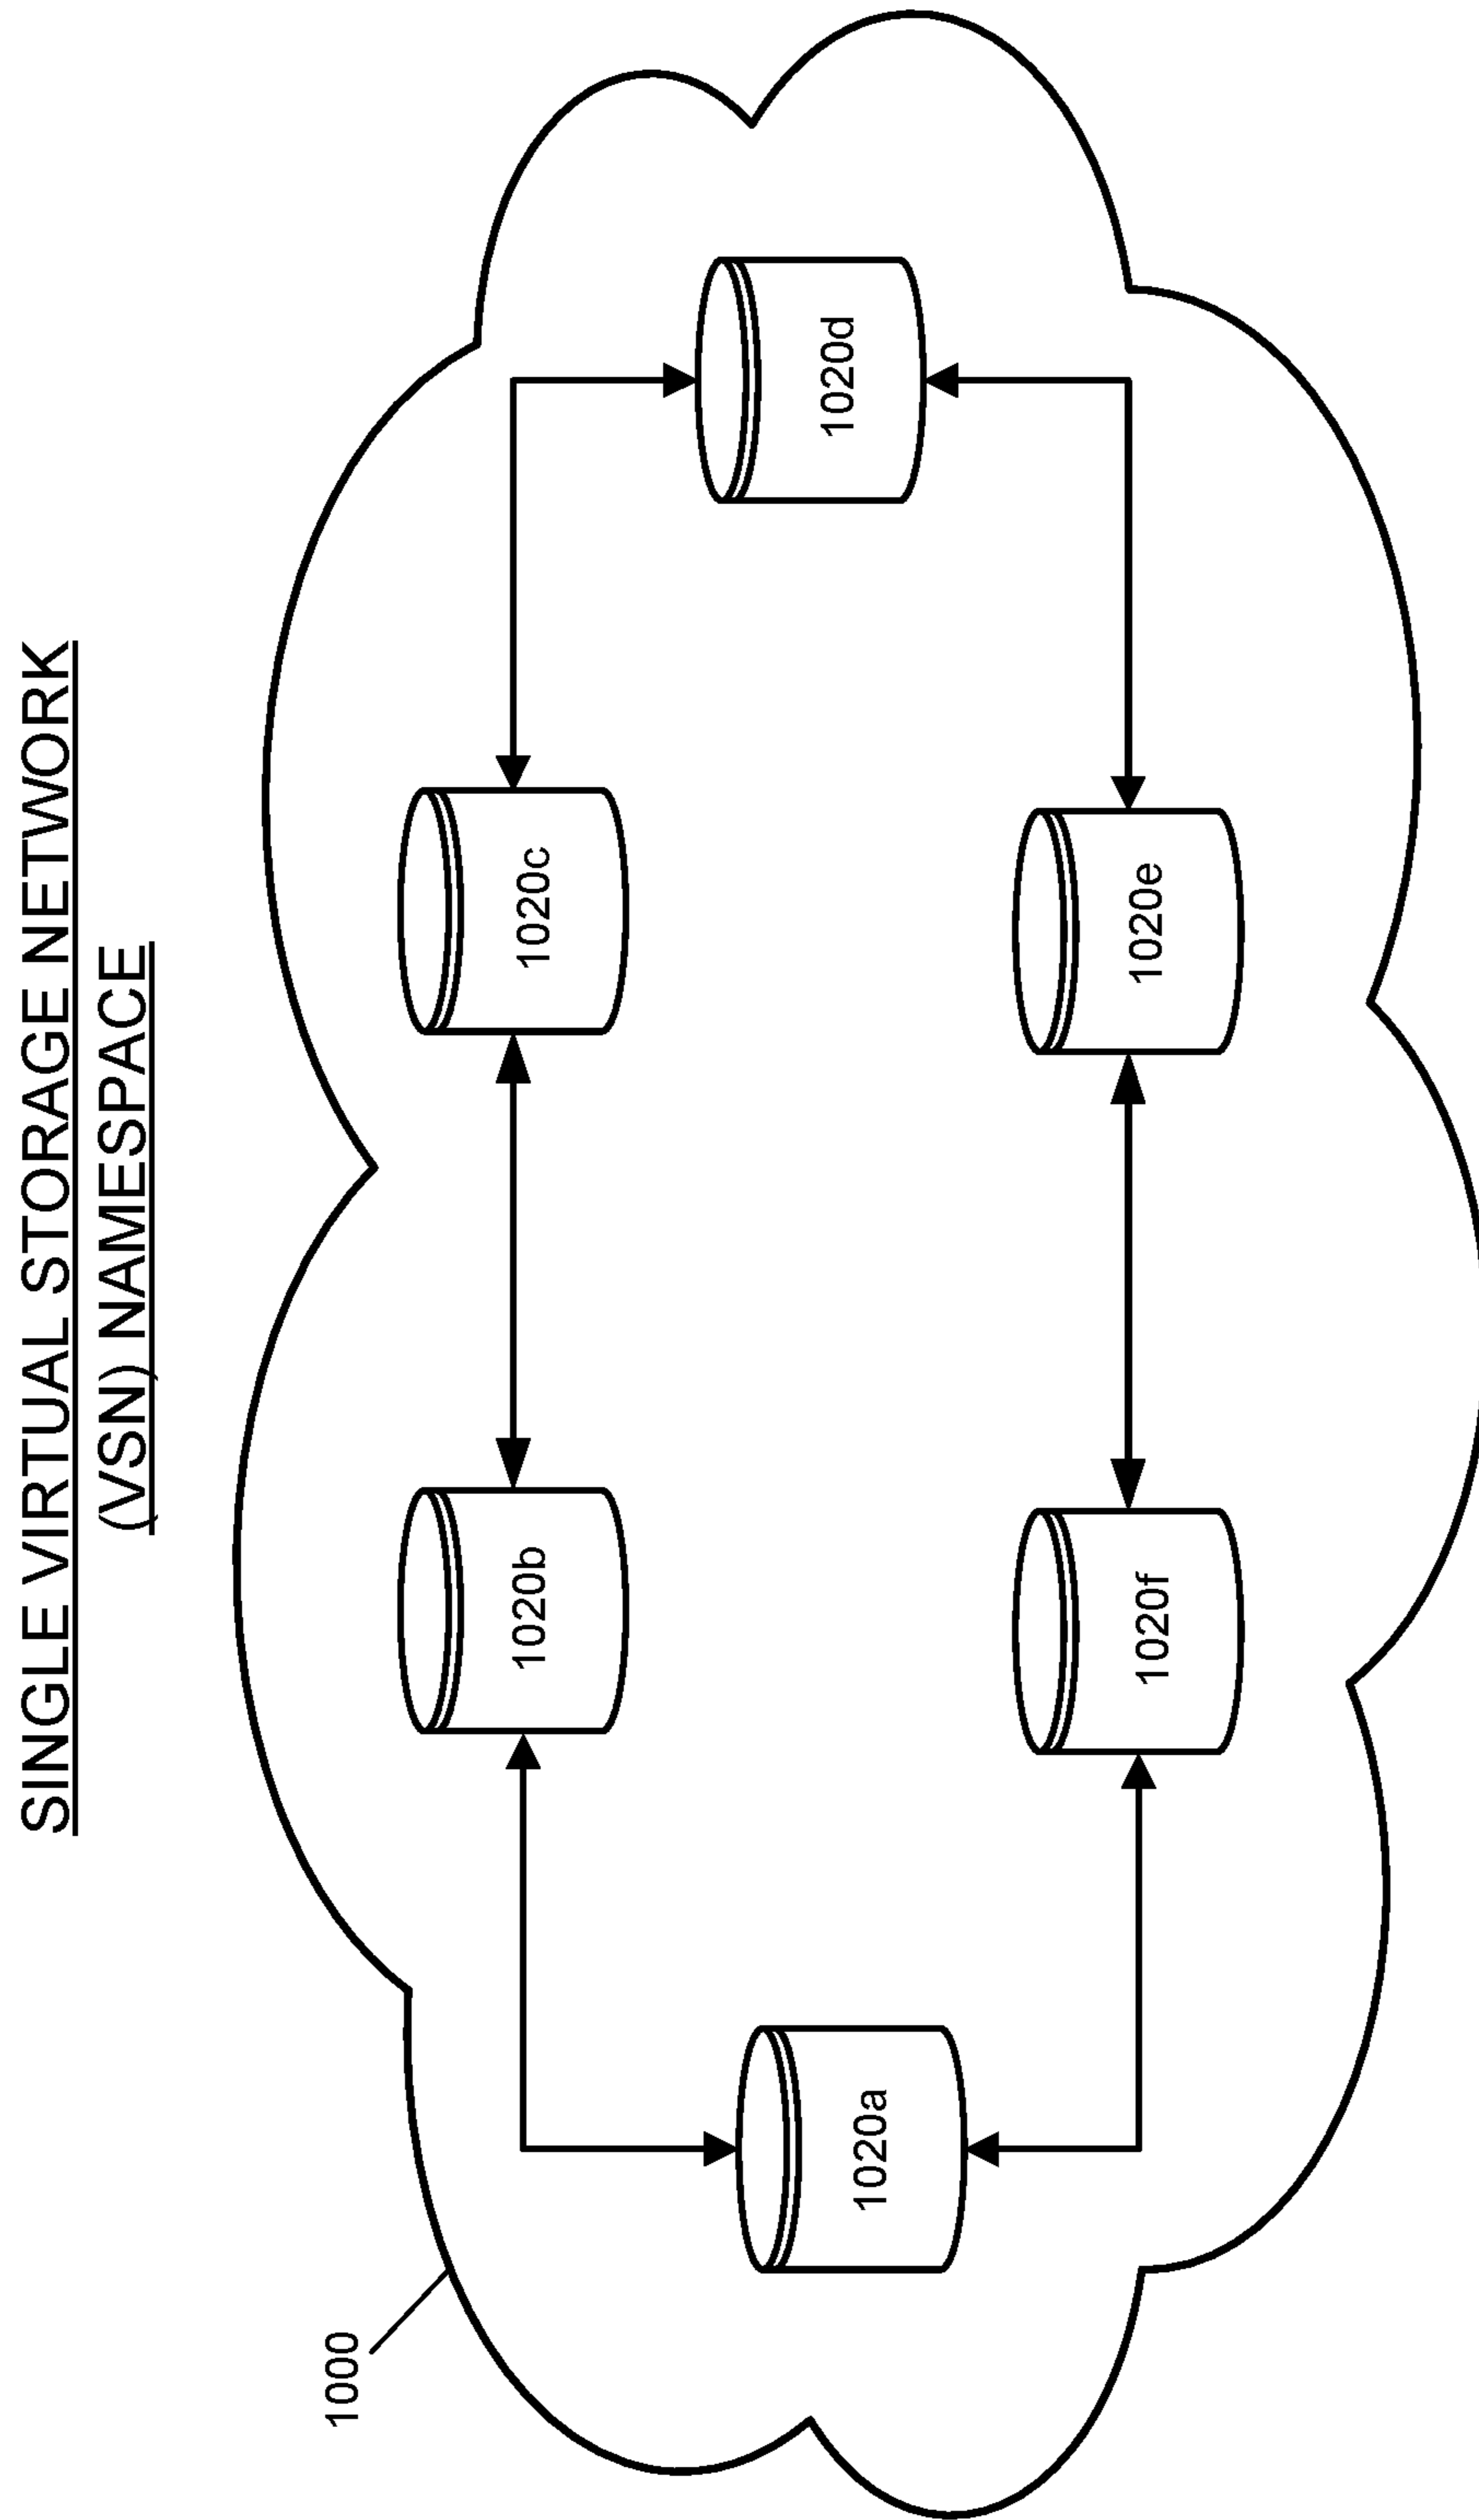 SINGLE VIRTUAL STORAGE NETWORK
(VSN) NAMESPACE
1000
1020b
1020c
1020a
1020d
1020f
1020e